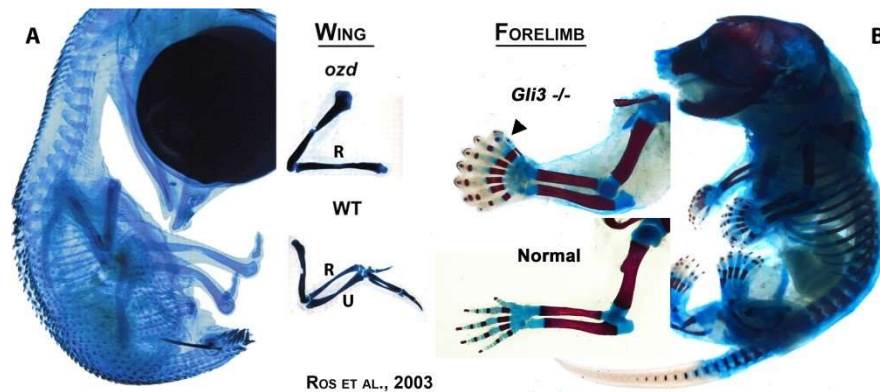 A
WING
FORELIMB
B
ozd
Gli3 -/-
R
WT
Normal
R
U
ROS ET AL., 2003